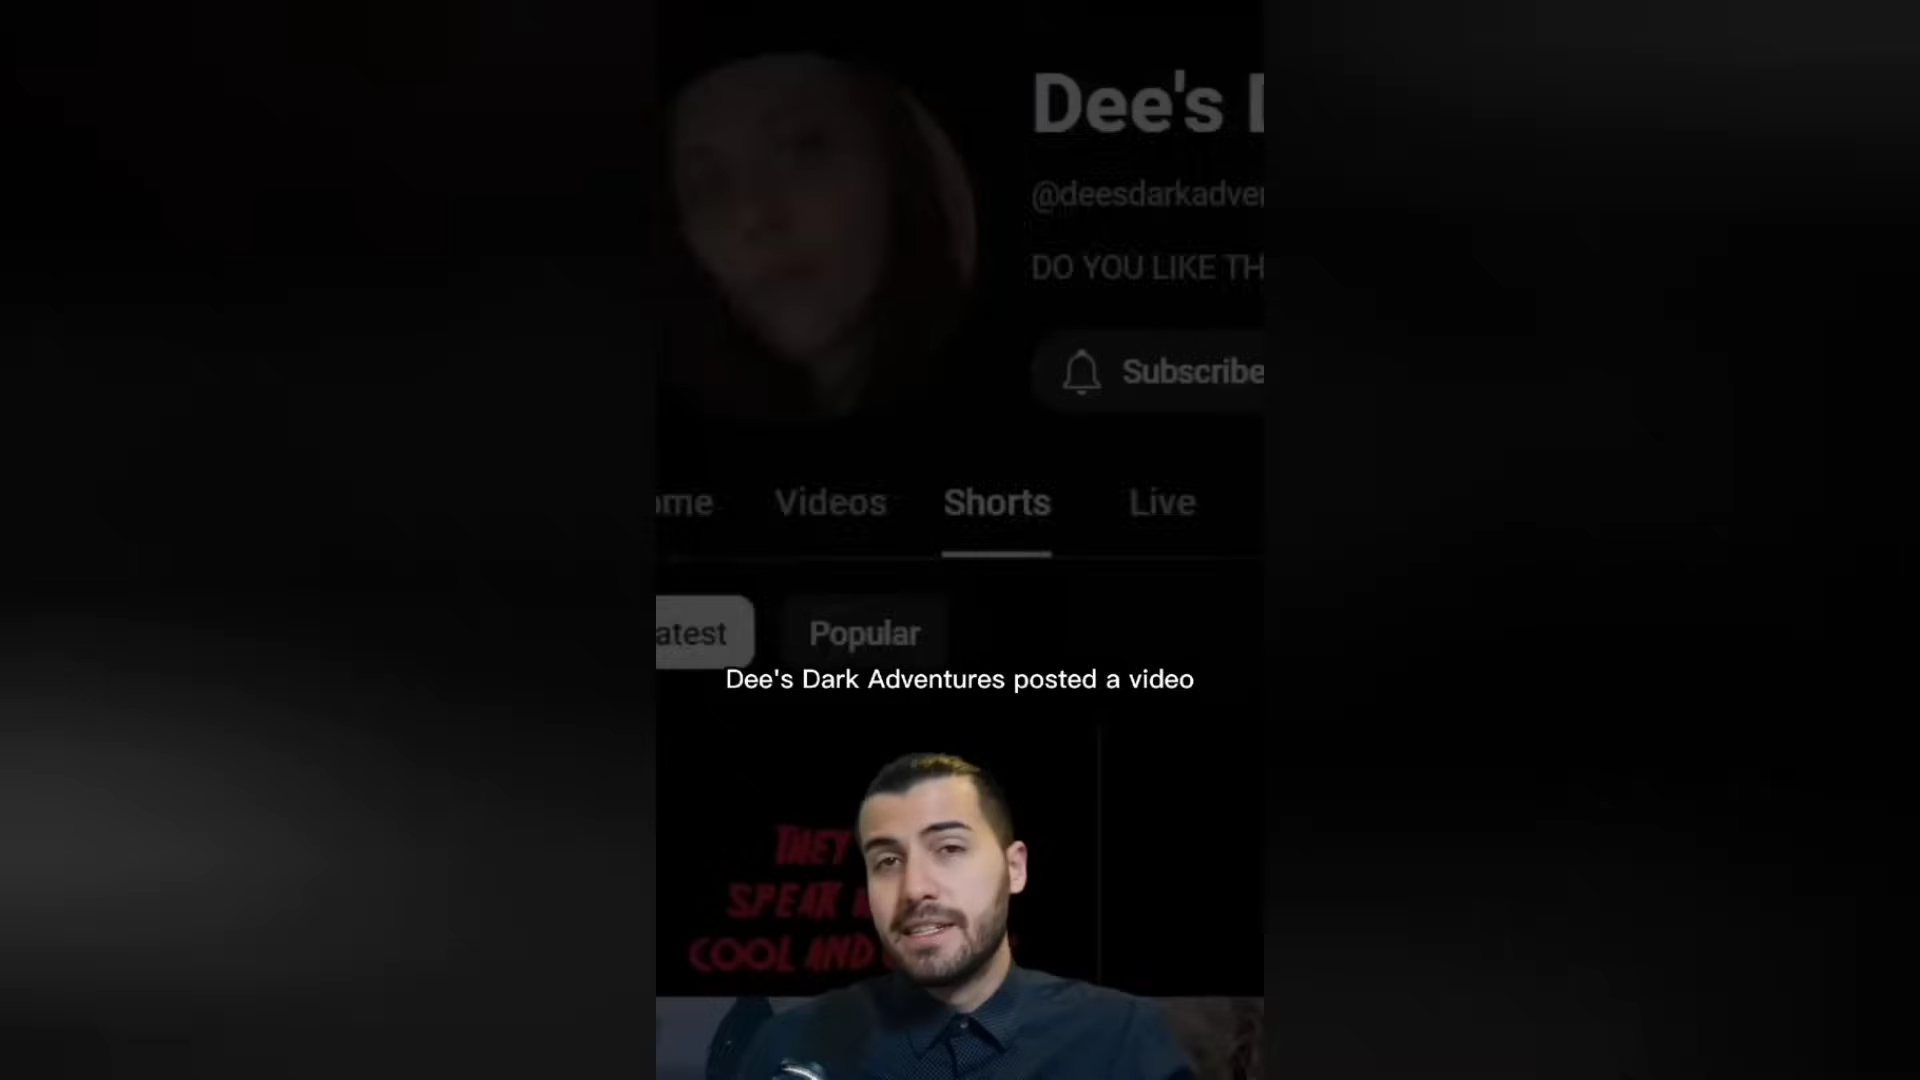 Dee's
@deesdarkadve
DO YOU LIKE TH
Subscribe
ome
Videos
Shorts
Live
atest
Popular
Dee's Dark Adventures posted a video
THEY
SPEAK
COOL AND